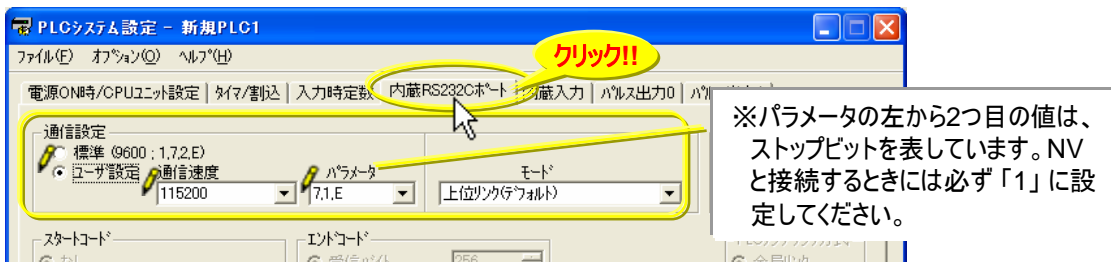 PLCシステム設定 - 新規PLC1
ファイル(F) オプション(O) ヘルプ(H)
クリック!!
電源ON時/CPUユニット設定 タイマ/割込 入力時定数 内蔵RS232Cポート 内蔵入力 パルス出力0
※パラメータの左から2つ目の値は、
ストップビットを表しています。NV
と接続するときには必ず「1」に設
定してください。
通信設定
標準 (9600 ; 1,7,2,E)
ユーザ設定 通信速度 パラメータ モード
115200 7,1,E 上位リンク(デフォルト)
スタートコード エンドコード
なし 受信バイト 256